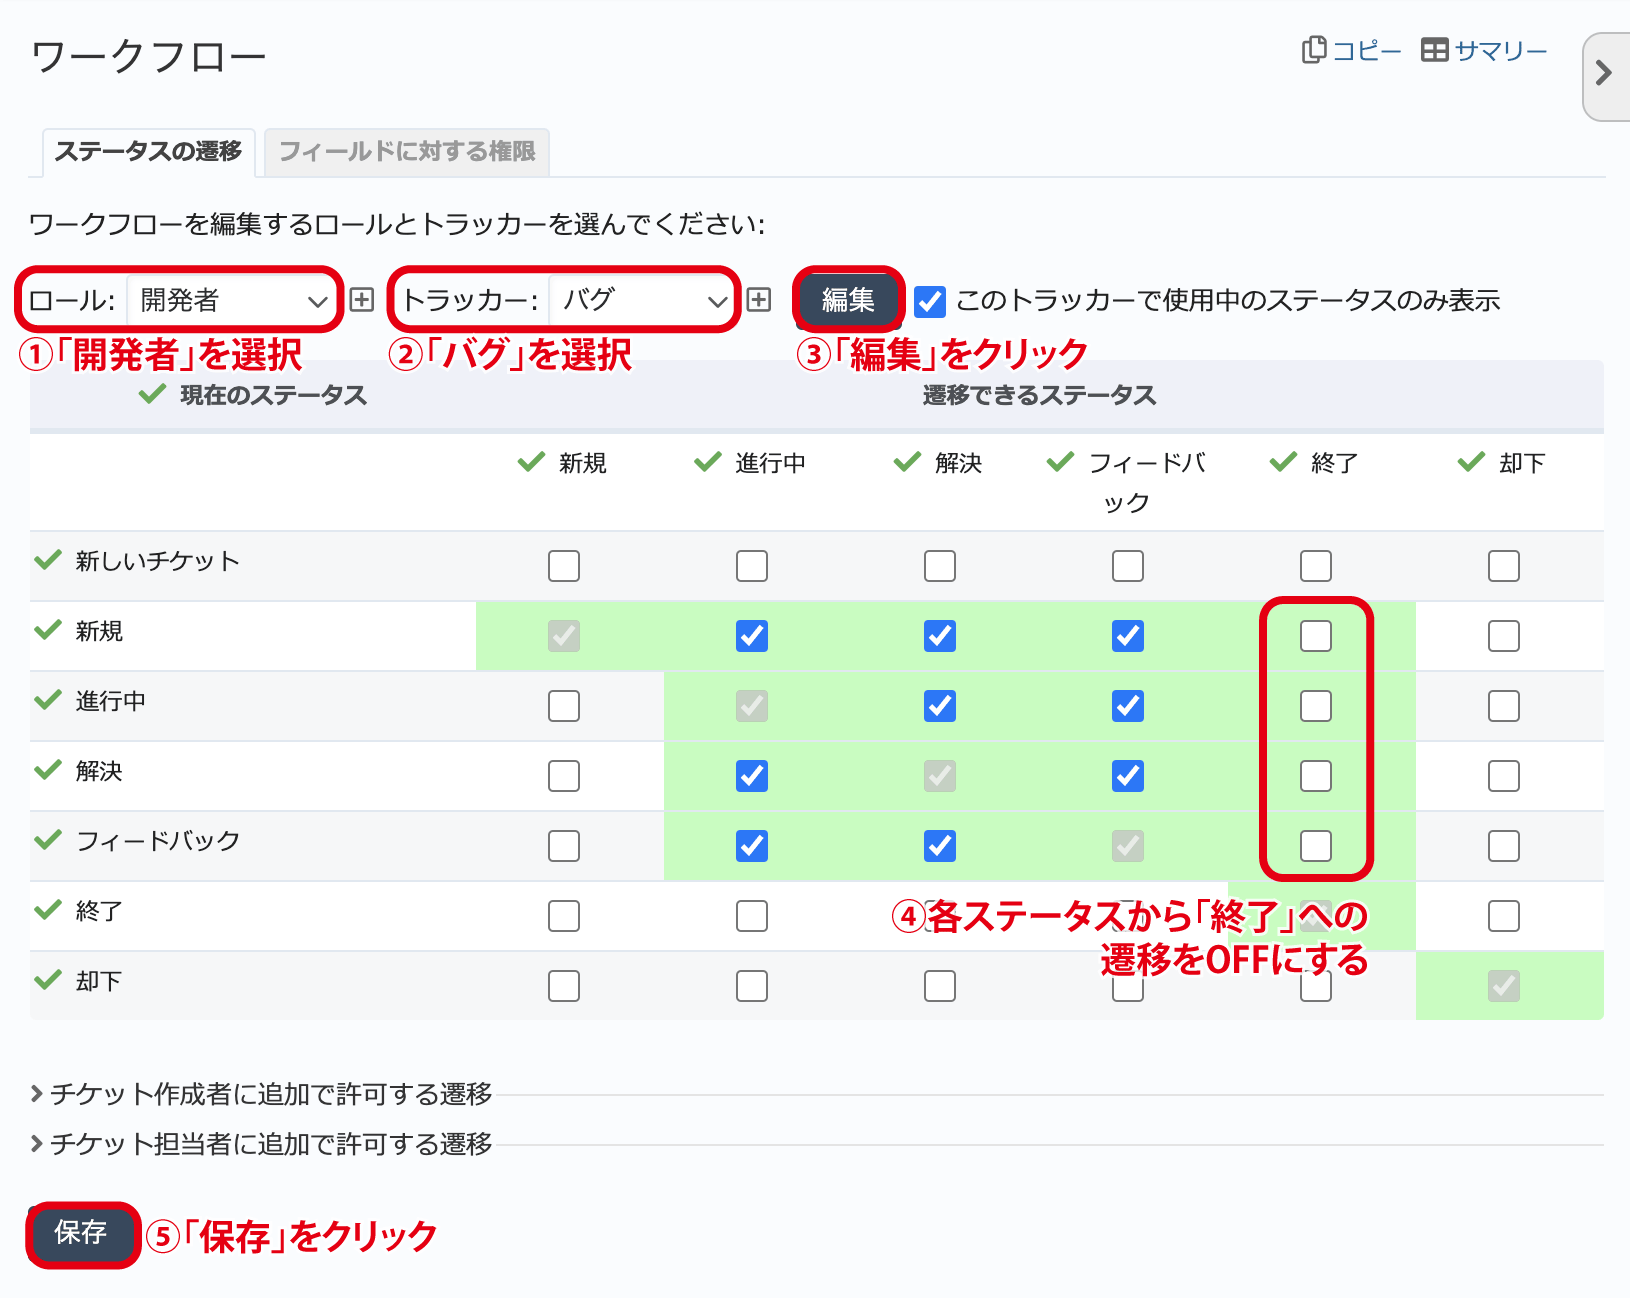 ワークフロー
コピー サマリー
ステータスの遷移 フィールドに対する権限
ワークフローを編集するロールとトラッカーを選んでください:
ロール: 開発者 トラッカー: バグ 編集 このトラッカーで使用中のステータスのみ表示
①「開発者」を選択 ②「バグ」を選択 ③「編集」をクリック
現在のステータス 遷移できるステータス
新規 進行中 解決 フィードバ 終了 却下
ック
新しいチケット
新規
進行中
解決
フィードバック
終了
④各ステータスから「終了」への
遷移をOFFにする
却下
チケット作成者に追加で許可する遷移
チケット担当者に追加で許可する遷移
保存 ⑤「保存」をクリック